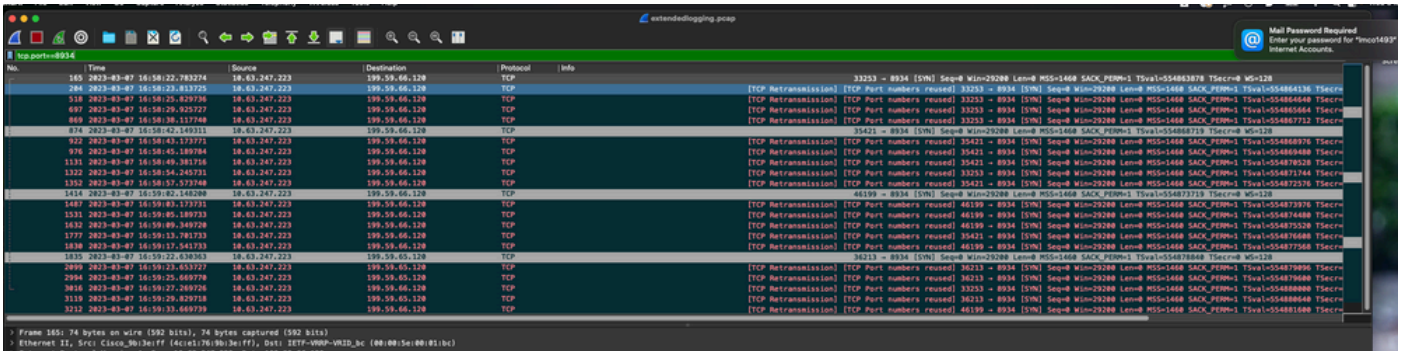 extendedlogging.pcap
Mail Password Required
Enter your password for "lmco1493"
Internet Accounts.
tcp.port==8934
No. Time Source Destination Protocol Info
165 2023-03-07 16:58:22.783274 10.63.247.223 199.59.66.120 TCP 33253 → 8934 [SYN] Seq=0 Win=29200 Len=0 MSS=1460 SACK_PERM=1 TSval=554863878 TSecr=0 WS=128
204 2023-03-07 16:58:23.813725 10.63.247.223 199.59.66.120 TCP [TCP Retransmission] [TCP Port numbers reused] 33253 → 8934 [SYN] Seq=0 Win=29200 Len=0 MSS=1460 SACK_PERM=1 TSval=554864136 TSecr=
518 2023-03-07 16:58:25.829736 10.63.247.223 199.59.66.120 TCP [TCP Retransmission] [TCP Port numbers reused] 33253 → 8934 [SYN] Seq=0 Win=29200 Len=0 MSS=1460 SACK_PERM=1 TSval=554864640 TSecr=
697 2023-03-07 16:58:29.925727 10.63.247.223 199.59.66.120 TCP [TCP Retransmission] [TCP Port numbers reused] 33253 → 8934 [SYN] Seq=0 Win=29200 Len=0 MSS=1460 SACK_PERM=1 TSval=554865664 TSecr=
869 2023-03-07 16:58:38.117740 10.63.247.223 199.59.66.120 TCP [TCP Retransmission] [TCP Port numbers reused] 33253 → 8934 [SYN] Seq=0 Win=29200 Len=0 MSS=1460 SACK_PERM=1 TSval=554867712 TSecr=
874 2023-03-07 16:58:42.149311 10.63.247.223 199.59.66.120 TCP 35421 → 8934 [SYN] Seq=0 Win=29200 Len=0 MSS=1460 SACK_PERM=1 TSval=554868719 TSecr=0 WS=128
922 2023-03-07 16:58:43.173771 10.63.247.223 199.59.66.120 TCP [TCP Retransmission] [TCP Port numbers reused] 35421 → 8934 [SYN] Seq=0 Win=29200 Len=0 MSS=1460 SACK_PERM=1 TSval=554868976 TSecr=
976 2023-03-07 16:58:45.189784 10.63.247.223 199.59.66.120 TCP [TCP Retransmission] [TCP Port numbers reused] 35421 → 8934 [SYN] Seq=0 Win=29200 Len=0 MSS=1460 SACK_PERM=1 TSval=554869480 TSecr=
1131 2023-03-07 16:58:49.381716 10.63.247.223 199.59.66.120 TCP [TCP Retransmission] [TCP Port numbers reused] 35421 → 8934 [SYN] Seq=0 Win=29200 Len=0 MSS=1460 SACK_PERM=1 TSval=554870528 TSecr=
1322 2023-03-07 16:58:54.245731 10.63.247.223 199.59.66.120 TCP [TCP Retransmission] [TCP Port numbers reused] 33253 → 8934 [SYN] Seq=0 Win=29200 Len=0 MSS=1460 SACK_PERM=1 TSval=554871744 TSecr=
1352 2023-03-07 16:58:57.573740 10.63.247.223 199.59.66.120 TCP [TCP Retransmission] [TCP Port numbers reused] 35421 → 8934 [SYN] Seq=0 Win=29200 Len=0 MSS=1460 SACK_PERM=1 TSval=554872576 TSecr=
1414 2023-03-07 16:59:02.148200 10.63.247.223 199.59.66.120 TCP 46199 → 8934 [SYN] Seq=0 Win=29200 Len=0 MSS=1460 SACK_PERM=1 TSval=554873719 TSecr=0 WS=128
1487 2023-03-07 16:59:03.173731 10.63.247.223 199.59.66.120 TCP [TCP Retransmission] [TCP Port numbers reused] 46199 → 8934 [SYN] Seq=0 Win=29200 Len=0 MSS=1460 SACK_PERM=1 TSval=554873976 TSecr=
1531 2023-03-07 16:59:05.189733 10.63.247.223 199.59.66.120 TCP [TCP Retransmission] [TCP Port numbers reused] 46199 → 8934 [SYN] Seq=0 Win=29200 Len=0 MSS=1460 SACK_PERM=1 TSval=554874480 TSecr=
1632 2023-03-07 16:59:09.349720 10.63.247.223 199.59.66.120 TCP [TCP Retransmission] [TCP Port numbers reused] 46199 → 8934 [SYN] Seq=0 Win=29200 Len=0 MSS=1460 SACK_PERM=1 TSval=554875520 TSecr=
1777 2023-03-07 16:59:13.701733 10.63.247.223 199.59.66.120 TCP [TCP Retransmission] [TCP Port numbers reused] 35421 → 8934 [SYN] Seq=0 Win=29200 Len=0 MSS=1460 SACK_PERM=1 TSval=554876608 TSecr=
1830 2023-03-07 16:59:17.541733 10.63.247.223 199.59.66.120 TCP [TCP Retransmission] [TCP Port numbers reused] 46199 → 8934 [SYN] Seq=0 Win=29200 Len=0 MSS=1460 SACK_PERM=1 TSval=554877568 TSecr=
1835 2023-03-07 16:59:22.630363 10.63.247.223 199.59.65.120 TCP 36213 → 8934 [SYN] Seq=0 Win=29200 Len=0 MSS=1460 SACK_PERM=1 TSval=554878840 TSecr=0 WS=128
2099 2023-03-07 16:59:23.653727 10.63.247.223 199.59.65.120 TCP [TCP Retransmission] [TCP Port numbers reused] 36213 → 8934 [SYN] Seq=0 Win=29200 Len=0 MSS=1460 SACK_PERM=1 TSval=554879096 TSecr=
2994 2023-03-07 16:59:25.669770 10.63.247.223 199.59.65.120 TCP [TCP Retransmission] [TCP Port numbers reused] 36213 → 8934 [SYN] Seq=0 Win=29200 Len=0 MSS=1460 SACK_PERM=1 TSval=554879600 TSecr=
3016 2023-03-07 16:59:27.269726 10.63.247.223 199.59.66.120 TCP [TCP Retransmission] [TCP Port numbers reused] 33253 → 8934 [SYN] Seq=0 Win=29200 Len=0 MSS=1460 SACK_PERM=1 TSval=554880000 TSecr=
3119 2023-03-07 16:59:29.829718 10.63.247.223 199.59.65.120 TCP [TCP Retransmission] [TCP Port numbers reused] 36213 → 8934 [SYN] Seq=0 Win=29200 Len=0 MSS=1460 SACK_PERM=1 TSval=554880640 TSecr=
3212 2023-03-07 16:59:33.669739 10.63.247.223 199.59.66.120 TCP [TCP Retransmission] [TCP Port numbers reused] 46199 → 8934 [SYN] Seq=0 Win=29200 Len=0 MSS=1460 SACK_PERM=1 TSval=554881600 TSecr=
Frame 165: 74 bytes on wire (592 bits), 74 bytes captured (592 bits)
Ethernet II, Src: Cisco_9b:3e:ff (4c:e1:76:9b:3e:ff), Dst: IETF-VRRP-VRID_bc (00:00:5e:00:01:bc)